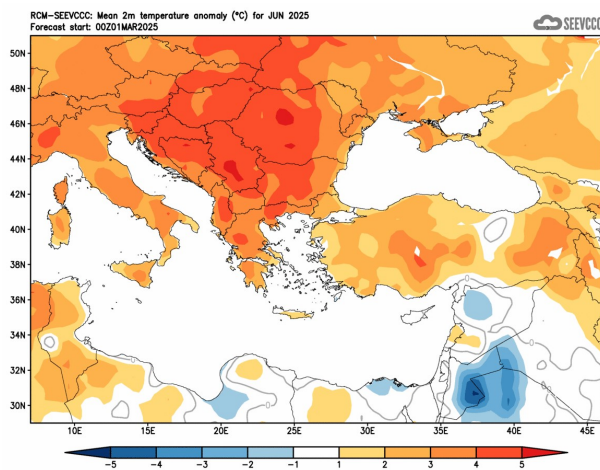 RCM-SEEVCCC: Mean 2m temperature anomaly (°C) for JUN 2025
Forecast start: 00Z01MAR2025
SEEVCCC
50N
48N
46N
44N
42N
40N
38N
36N
34N
32N
30N
10E 15E 20E 25E 30E 35E 40E 45E
-5 -4 -3 -2 -1 1 2 3 4 5